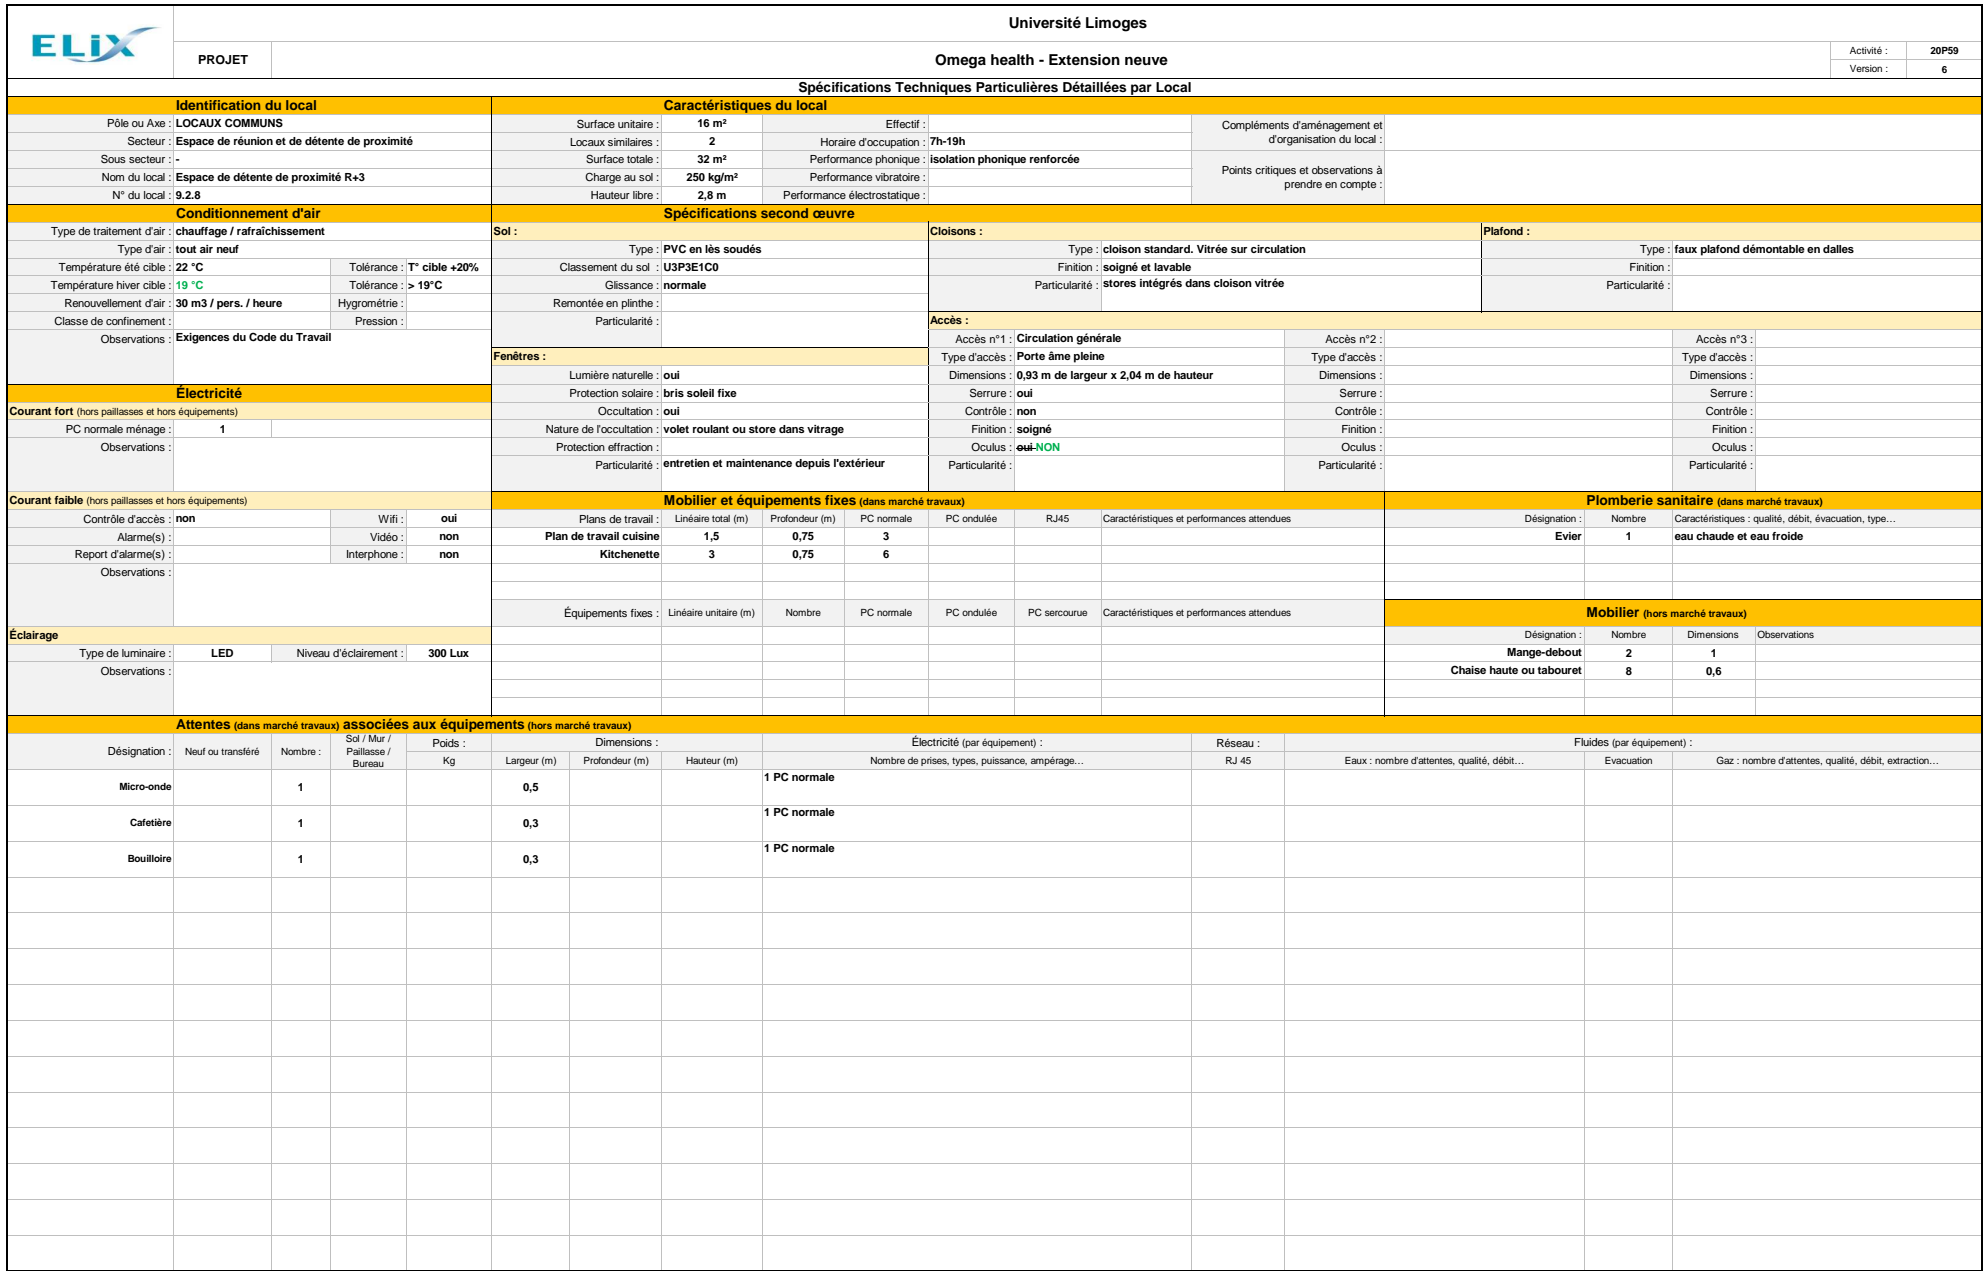 ELiX
Université Limoges
PROJET
Omega health - Extension neuve
Activité : 20P59
Version : 6
Spécifications Techniques Particulières Détaillées par Local
Identification du local
Pôle ou Axe : LOCAUX COMMUNS
Secteur : Espace de réunion et de détente de proximité
Sous secteur : -
Nom du local : Espace de détente de proximité R+3
N° du local : 9.2.8
Caractéristiques du local
Surface unitaire : 16 m² Effectif :
Locaux similaires : 2 Horaire d'occupation : 7h-19h
Surface totale : 32 m² Performance phonique : isolation phonique renforcée
Charge au sol : 250 kg/m² Performance vibratoire :
Hauteur libre : 2,8 m Performance électrostatique :
Compléments d'aménagement et
d'organisation du local :
Points critiques et observations à
prendre en compte :
Conditionnement d'air
Type de traitement d'air : chauffage / rafraîchissement
Type d'air : tout air neuf
Température été cible : 22 °C Tolérance : T° cible +20%
Température hiver cible : 19 °C Tolérance : > 19°C
Renouvellement d'air : 30 m3 / pers. / heure Hygrométrie :
Classe de confinement : Pression :
Observations : Exigences du Code du Travail
Spécifications second œuvre
Sol :
Type : PVC en lès soudés
Classement du sol : U3P3E1C0
Glissance : normale
Remontée en plinthe :
Particularité :
Cloisons :
Type : cloison standard. Vitrée sur circulation
Finition : soigné et lavable
Particularité : stores intégrés dans cloison vitrée
Plafond :
Type : faux plafond démontable en dalles
Finition :
Particularité :
Fenêtres :
Lumière naturelle : oui
Protection solaire : bris soleil fixe
Occultation : oui
Nature de l'occultation : volet roulant ou store dans vitrage
Protection effraction :
Particularité : entretien et maintenance depuis l'extérieur
Accès :
Accès n°1 : Circulation générale Accès n°2 : Accès n°3 :
Type d'accès : Porte âme pleine Type d'accès : Type d'accès :
Dimensions : 0,93 m de largeur x 2,04 m de hauteur Dimensions : Dimensions :
Serrure : oui Serrure : Serrure :
Contrôle : non Contrôle : Contrôle :
Finition : soigné Finition : Finition :
Oculus : oui NON Oculus : Oculus :
Particularité : Particularité : Particularité :
Électricité
Courant fort (hors paillasses et hors équipements)
PC normale ménage : 1
Observations :
Courant faible (hors paillasses et hors équipements)
Contrôle d'accès : non Wifi : oui
Alarme(s) : Vidéo : non
Report d'alarme(s) : Interphone : non
Observations :
Éclairage
Type de luminaire : LED Niveau d'éclairement : 300 Lux
Observations :
Mobilier et équipements fixes (dans marché travaux)
Plans de travail : Linéaire total (m) Profondeur (m) PC normale PC ondulée RJ45 Caractéristiques et performances attendues
Plan de travail cuisine 1,5 0,75 3
Kitchenette 3 0,75 6
Équipements fixes : Linéaire unitaire (m) Nombre PC normale PC ondulée PC sercourue Caractéristiques et performances attendues
Plomberie sanitaire (dans marché travaux)
Désignation : Nombre Caractéristiques : qualité, débit, évacuation, type…
Evier 1 eau chaude et eau froide
Mobilier (hors marché travaux)
Désignation : Nombre Dimensions Observations
Mange-debout 2 1
Chaise haute ou tabouret 8 0,6
Attentes (dans marché travaux) associées aux équipements (hors marché travaux)
Désignation : Neuf ou transféré Nombre :
Sol / Mur /
Paillasse /
Bureau
Poids : Dimensions : Électricité (par équipement) : Réseau : Fluides (par équipement) :
Kg Largeur (m) Profondeur (m) Hauteur (m) Nombre de prises, types, puissance, ampérage… RJ 45 Eaux : nombre d'attentes, qualité, débit… Evacuation Gaz : nombre d'attentes, qualité, débit, extraction…
Micro-onde 1 0,5 1 PC normale
Cafetière 1 0,3 1 PC normale
Bouilloire 1 0,3 1 PC normale